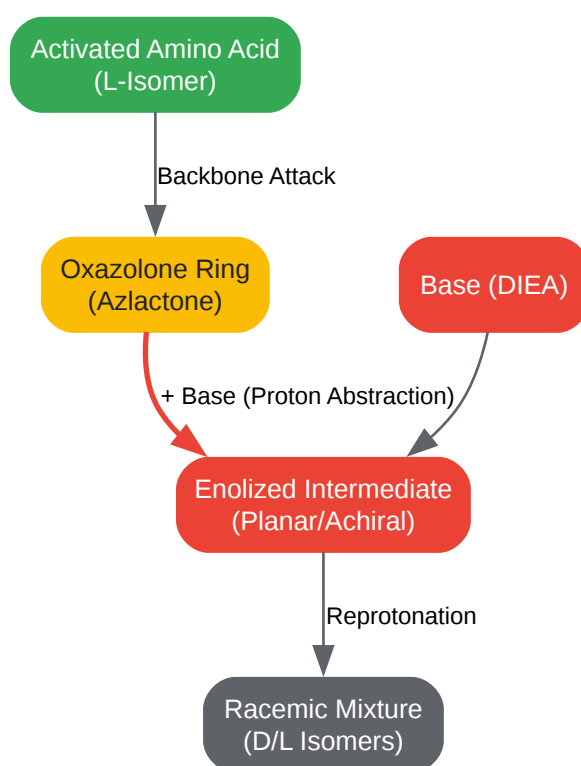 Activated Amino Acid
(L-Isomer)
Backbone Attack
Oxazolone Ring
(Azlactone)
Base (DIEA)
+ Base (Proton Abstraction)
Enolized Intermediate
(Planar/Achiral)
Reprotonation
Racemic Mixture
(D/L Isomers)